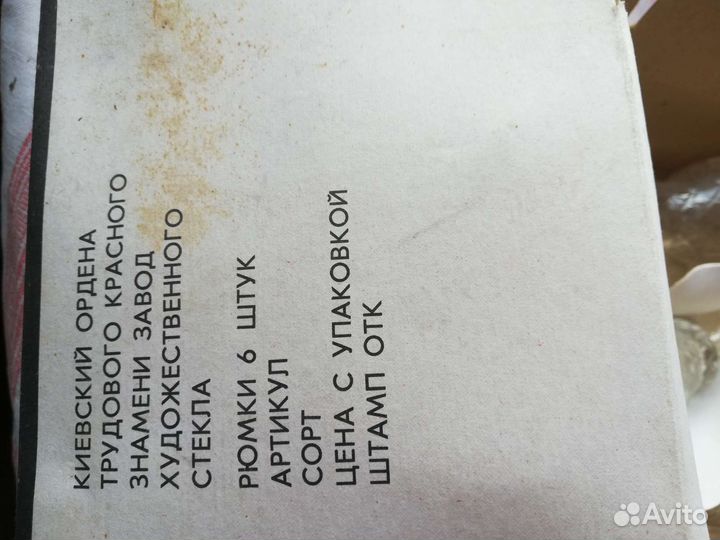 КИЕВСКИЙ ОРДЕНА
ТРУДОВОГО КРАСНОГО
ЗНАМЕНИ ЗАВОД
ХУДОЖЕСТВЕННОГО
СТЕКЛА
РЮМКИ 6 ШТУК
АРТИКУЛ
СОРТ
ЦЕНА С УПАКОВКОЙ
ШТАМП ОТК
Avito